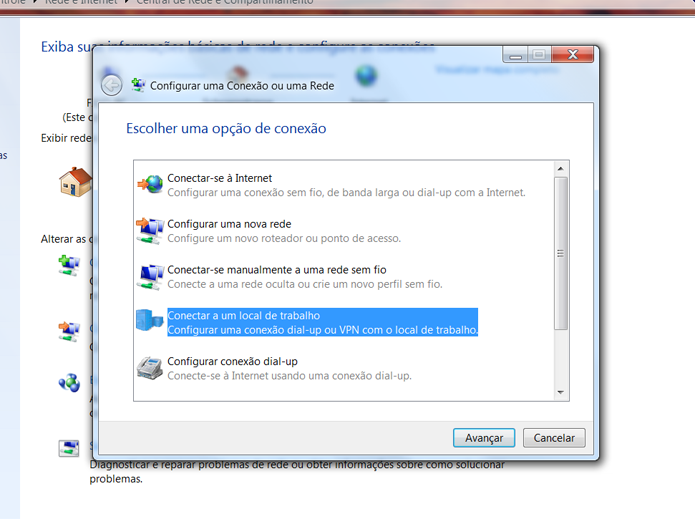 Rede e Internet
Central de Rede e Compartilhamento
Exiba suas informações básicas de rede e configure as conexões
Configurar uma Conexão ou uma Rede
(Este c
Exibir rede
as
Escolher uma opção de conexão
Conectar-se à Internet
Configurar uma conexão sem fio, de banda larga ou dial-up com a Internet.
Configurar uma nova rede
Configure um novo roteador ou ponto de acesso.
Alterar as c
Conectar-se manualmente a uma rede sem fio
Conecte a uma rede oculta ou crie um novo perfil sem fio.
Conectar a um local de trabalho
Configurar uma conexão dial-up ou VPN com o local de trabalho.
Configurar conexão dial-up
Conecte-se à Internet usando uma conexão dial-up.
Avançar
Cancelar
Diagnosticar e reparar problemas de rede ou obter informações sobre como solucionar
problemas.